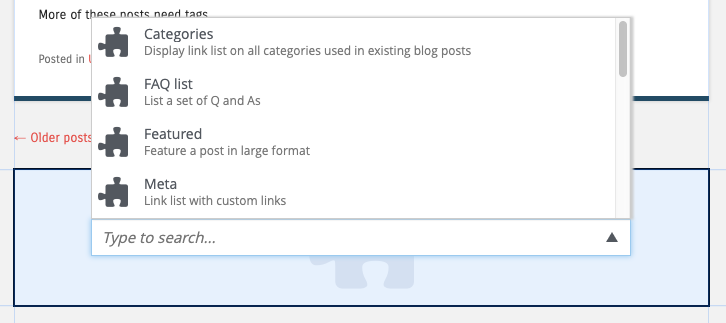 More of these posts need tags
Categories
Display link list on all categories used in existing blog posts
Posted in
FAQ list
List a set of Q and As
Featured
← Older posts
Feature a post in large format
Meta
Link list with custom links
Type to search...